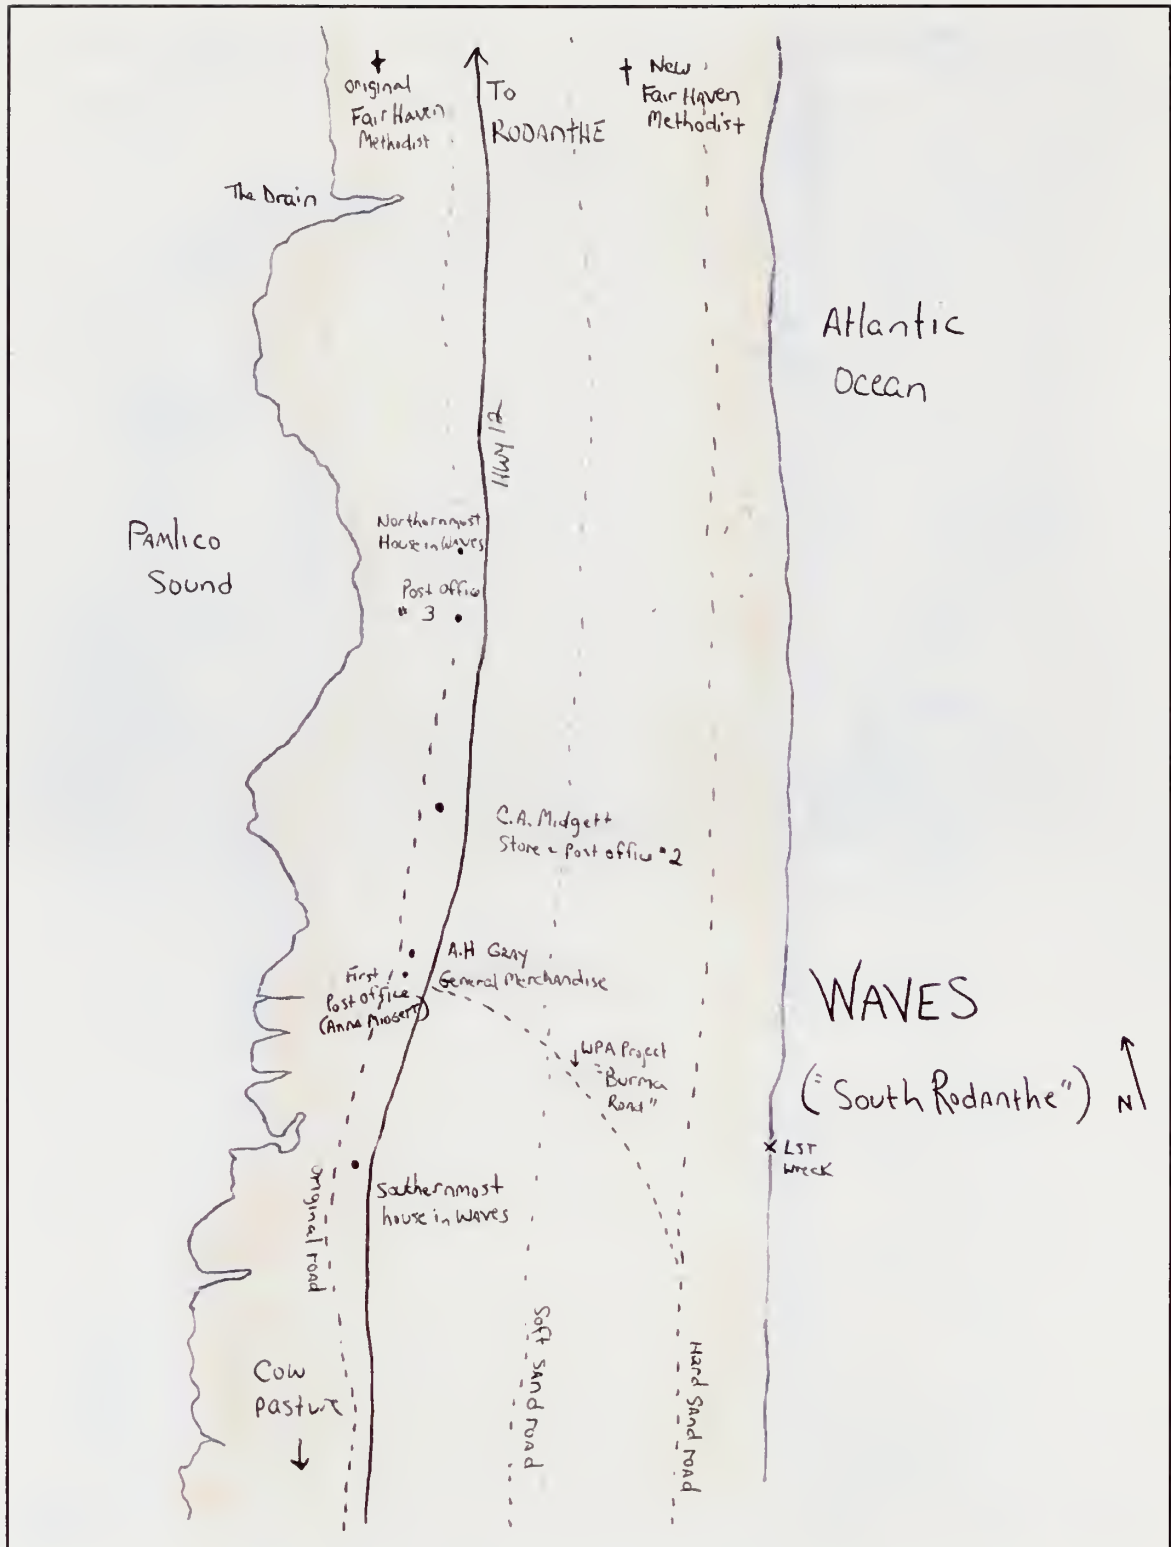 Original
Fair Haven
Methodist
To
RODANTHE
New
Fair Haven
Methodist
The Drain
Atlantic
Ocean
HWY 12
Pamlico
Sound
Northernmost
House in Waves
Post Office
# 3
C.A. Midgett
Store & Post office #2
A.H Gray
General Merchandise
First
Post Office
(Anna Midgett)
WPA Project
"Burma
Road"
WAVES
("South Rodanthe")
N
LST
Wreck
Southernmost
house in Waves
original road
Soft Sand road
Hard Sand road
Cow
pasture